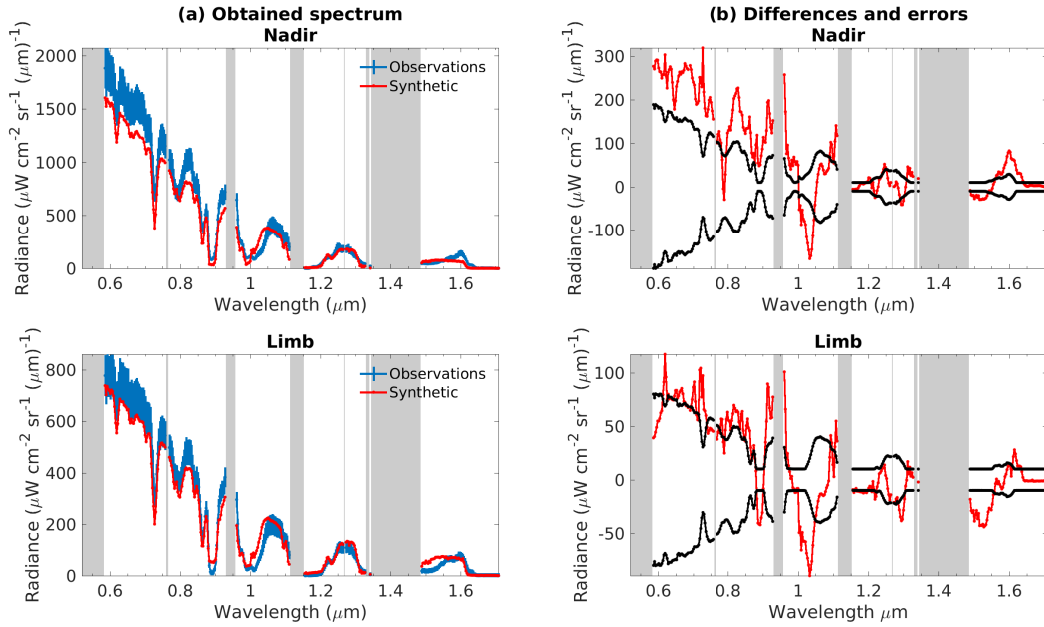 (a) Obtained spectrum
Nadir
Radiance (μW cm⁻² sr⁻¹ (μm)⁻¹)
2000
1500
1000
500
0
Observations
Synthetic
0.6 0.8 1 1.2 1.4 1.6
Wavelength (μm)
(b) Differences and errors
Nadir
Radiance (μW cm⁻² sr⁻¹ (μm)⁻¹)
300
200
100
0
-100
0.6 0.8 1 1.2 1.4 1.6
Wavelength (μm)
Limb
Radiance (μW cm⁻² sr⁻¹ (μm)⁻¹)
800
600
400
200
0
Observations
Synthetic
0.6 0.8 1 1.2 1.4 1.6
Wavelength (μm)
Limb
Radiance (μW cm⁻² sr⁻¹ (μm)⁻¹)
100
50
0
-50
0.6 0.8 1 1.2 1.4 1.6
Wavelength μm